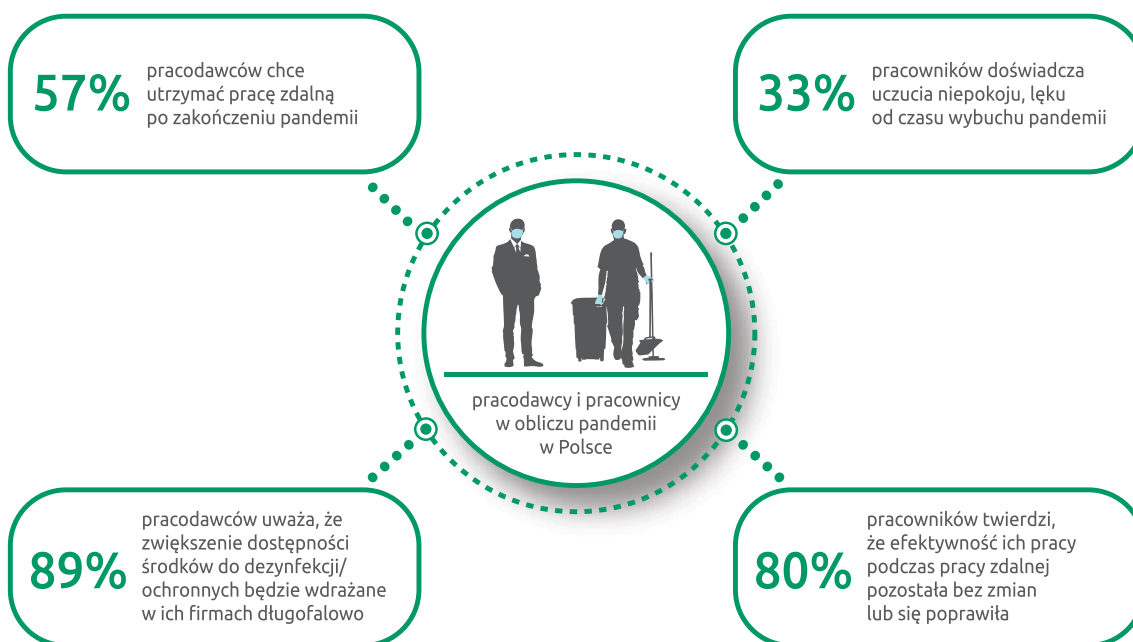 57%
pracodawców chce
utrzymać pracę zdalną
po zakończeniu pandemii
33%
pracowników doświadcza
uczucia niepokoju, lęku
od czasu wybuchu pandemii
pracodawcy i pracownicy
w obliczu pandemii
w Polsce
89%
pracodawców uważa, że
zwiększenie dostępności
środków do dezynfekcji/
ochronnych będzie wdrażane
w ich firmach długofalowo
80%
pracowników twierdzi,
że efektywność ich pracy
podczas pracy zdalnej
pozostała bez zmian
lub się poprawiła